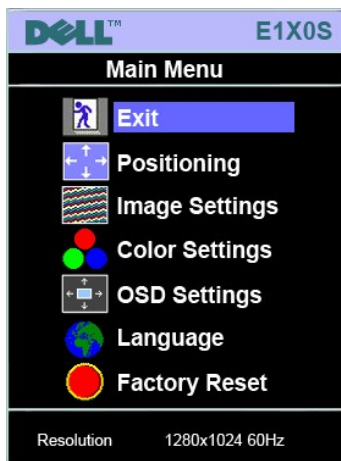 DELL™ E1X0S
Main Menu
Exit
Positioning
Image Settings
Color Settings
OSD Settings
Language
Factory Reset
Resolution 1280x1024 60Hz